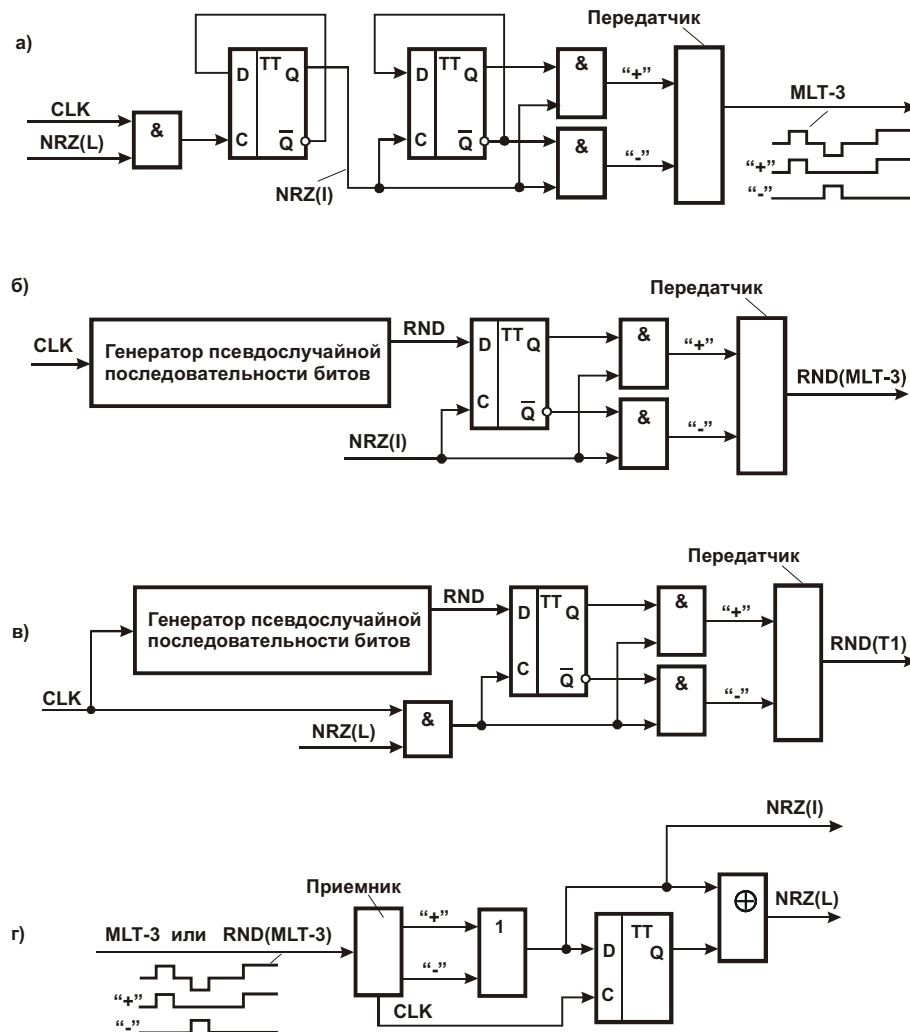 а)
Передатчик
CLK
NRZ(L)
&
D
TT
Q
C
Q
NRZ(I)
D
TT
Q
C
Q
&
&
“+”
“-”
MLT-3
“+”
“-”
б)
Передатчик
CLK
Генератор псевдослучайной
последовательности битов
RND
D
TT
Q
C
Q
NRZ(I)
&
&
“+”
“-”
RND(MLT-3)
в)
Передатчик
Генератор псевдослучайной
последовательности битов
RND
D
TT
Q
C
Q
CLK
NRZ(L)
&
&
&
“+”
“-”
RND(T1)
г)
NRZ(I)
Приемник
MLT-3 или RND(MLT-3)
“+”
“-”
“+”
“-”
CLK
1
D
TT
Q
C
⊕
NRZ(L)